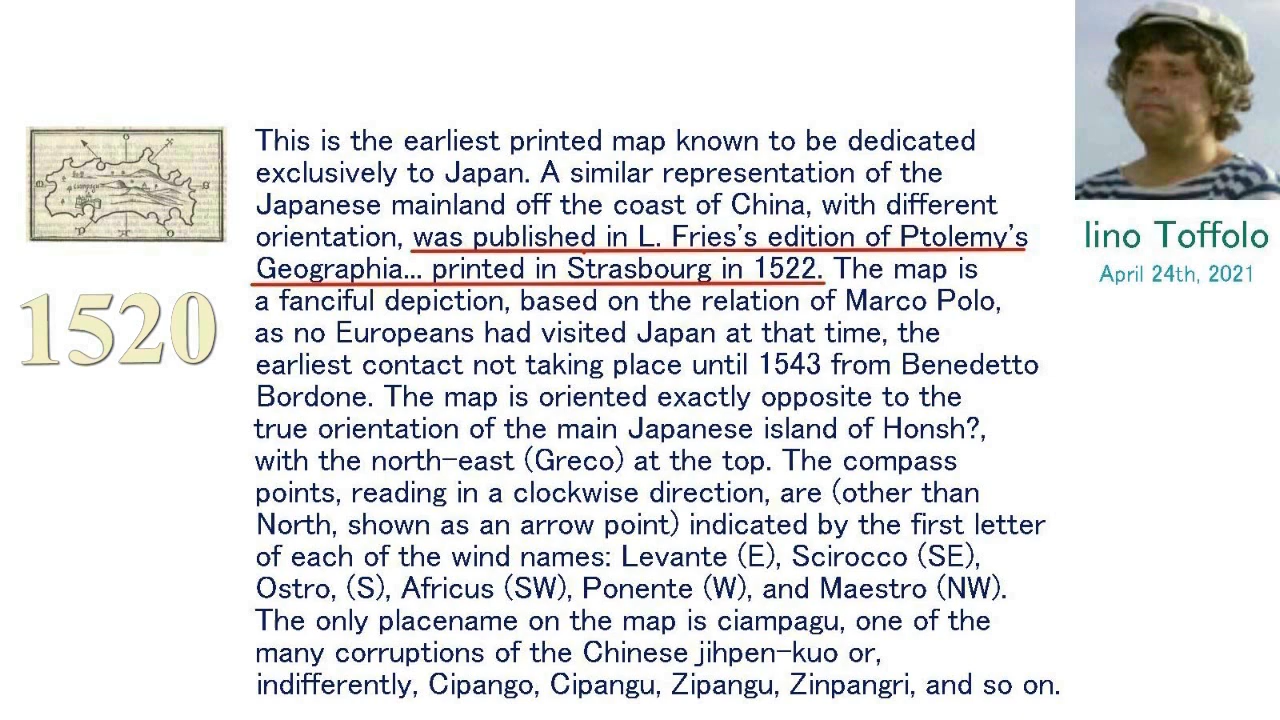 This is the earliest printed map known to be dedicated
exclusively to Japan. A similar representation of the
Japanese mainland off the coast of China, with different
orientation, was published in L. Fries's edition of Ptolemy's
Geographia... printed in Strasbourg in 1522. The map is
a fanciful depiction, based on the relation of Marco Polo,
as no Europeans had visited Japan at that time, the
earliest contact not taking place until 1543 from Benedetto
Bordone. The map is oriented exactly opposite to the
true orientation of the main Japanese island of Honsh?,
with the north-east (Greco) at the top. The compass
points, reading in a clockwise direction, are (other than
North, shown as an arrow point) indicated by the first letter
of each of the wind names: Levante (E), Scirocco (SE),
Ostro, (S), Africus (SW), Ponente (W), and Maestro (NW).
The only placename on the map is ciampagu, one of the
many corruptions of the Chinese jihpen-kuo or,
indifferently, Cipango, Cipangu, Zipangu, Zinpangri, and so on.
1520
lino Toffolo
April 24th, 2021